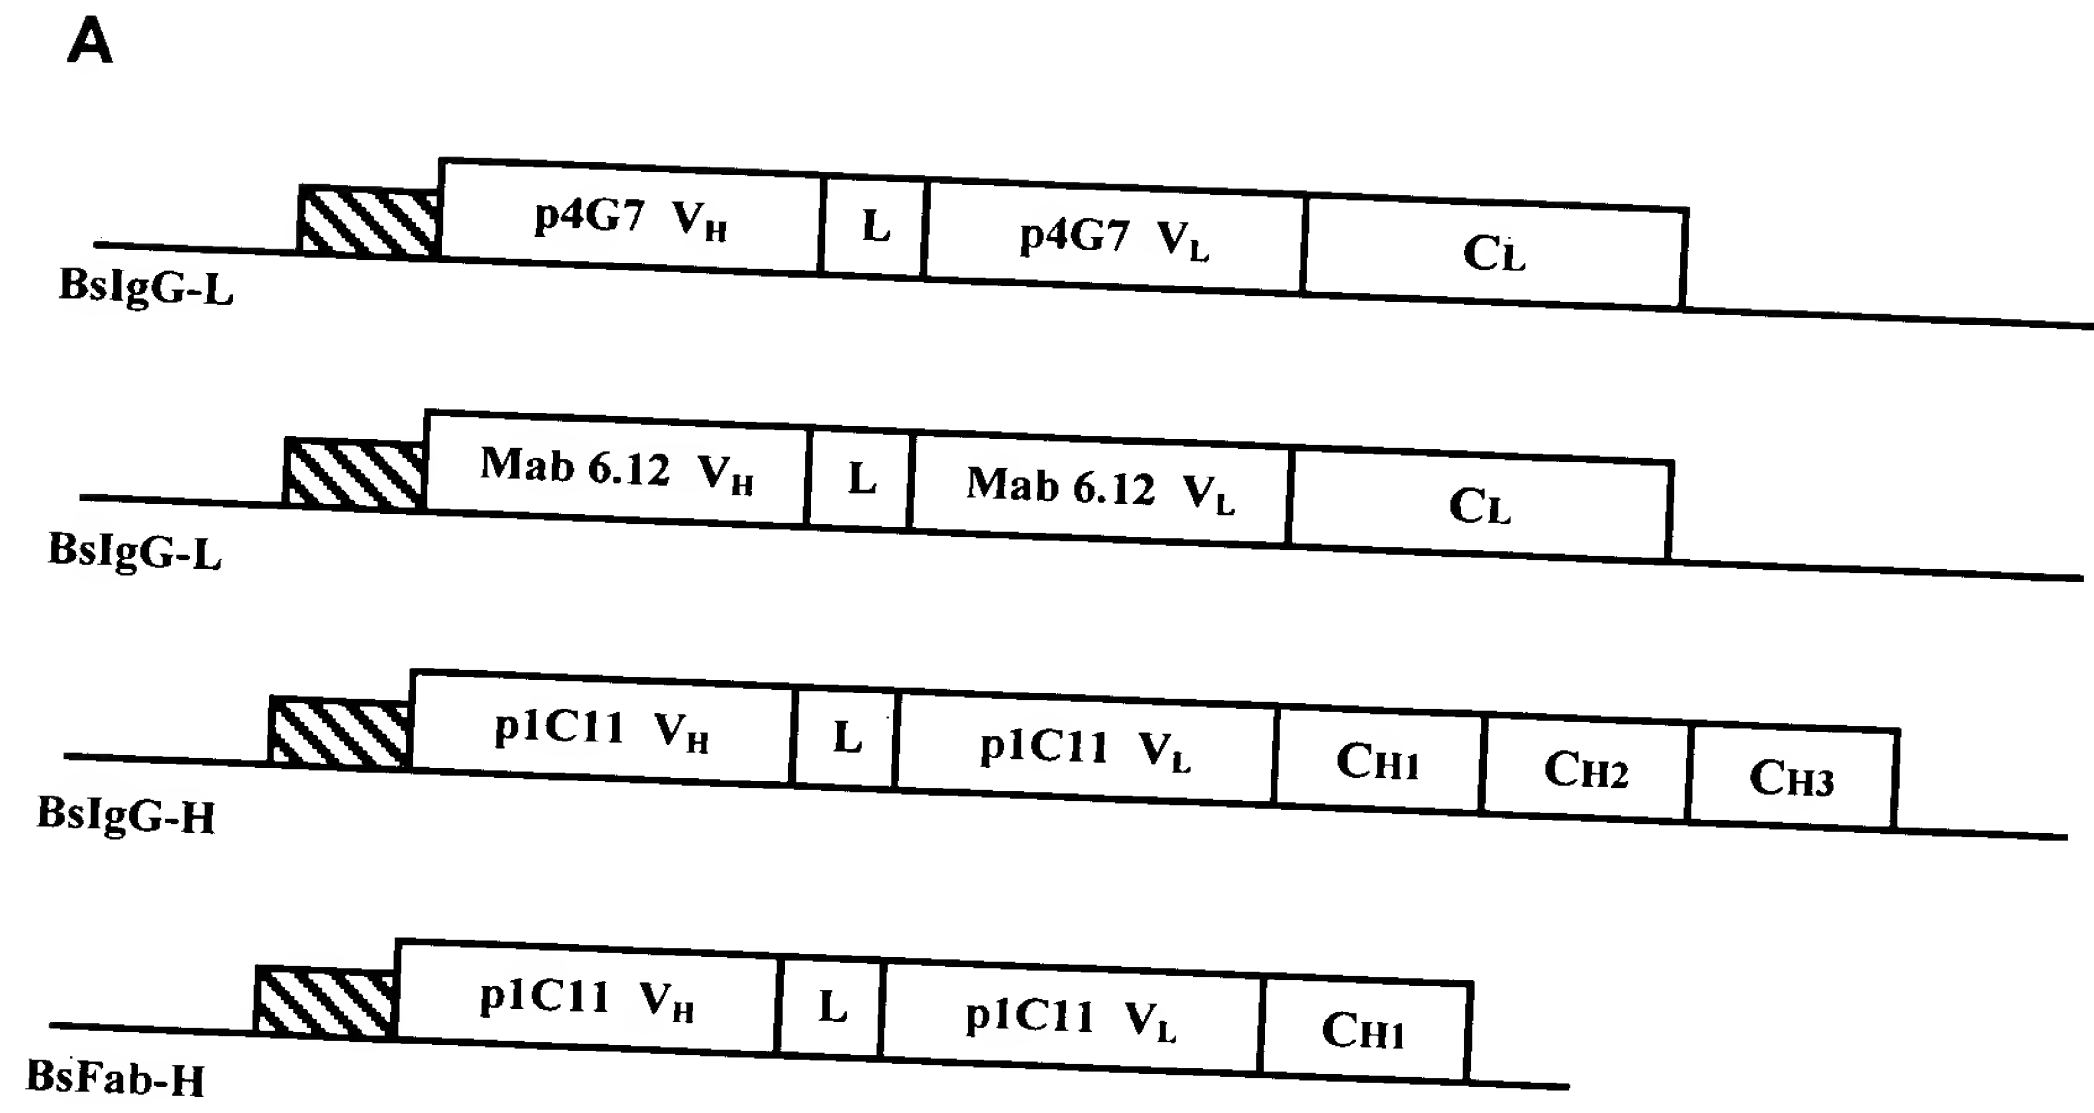 A
p4G7 VH L p4G7 VL CL
BsIgG-L
Mab 6.12 VH L Mab 6.12 VL CL
BsIgG-L
p1C11 VH L p1C11 VL CH1 CH2 CH3
BsIgG-H
p1C11 VH L p1C11 VL CH1
BsFab-H